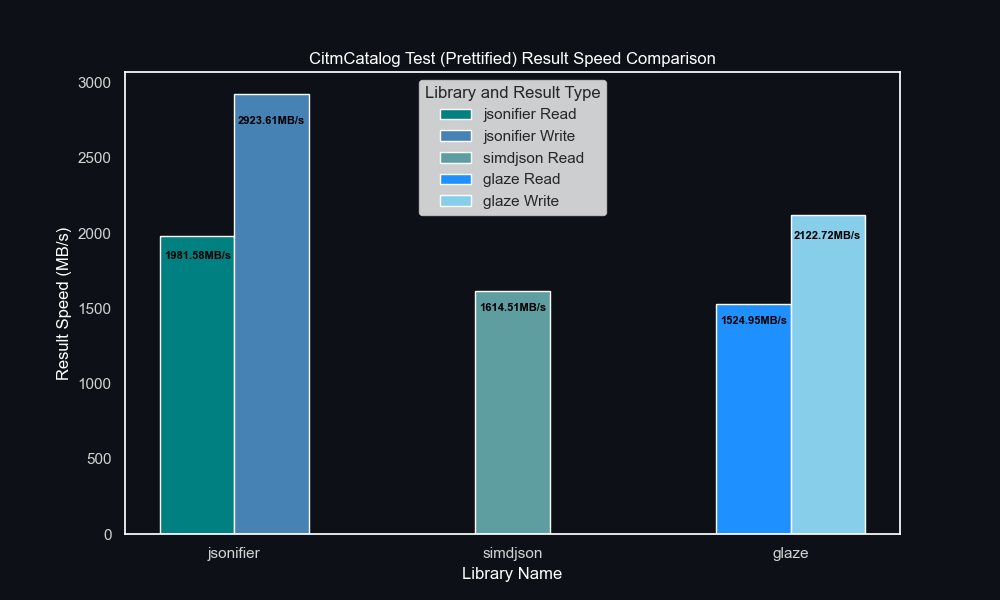 CitmCatalog Test (Prettified) Result Speed Comparison
Library and Result Type
jsonifier Read
jsonifier Write
simdjson Read
glaze Read
glaze Write
Result Speed (MB/s)
3000
2500
2000
1500
1000
500
0
1981.58MB/s
2923.61MB/s
1614.51MB/s
1524.95MB/s
2122.72MB/s
jsonifier
simdjson
glaze
Library Name